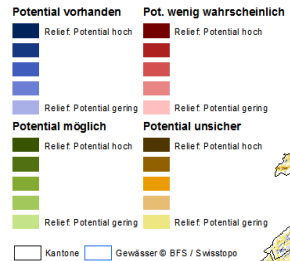 Potential vorhanden
Pot. wenig wahrscheinlich
Relief: Potential hoch
Relief: Potential hoch
Relief: Potential gering
Relief: Potential gering
Potential möglich
Potential unsicher
Relief: Potential hoch
Relief: Potential hoch
Relief: Potential gering
Relief: Potential gering
Kantone
Gewässer © BFS / Swisstopo